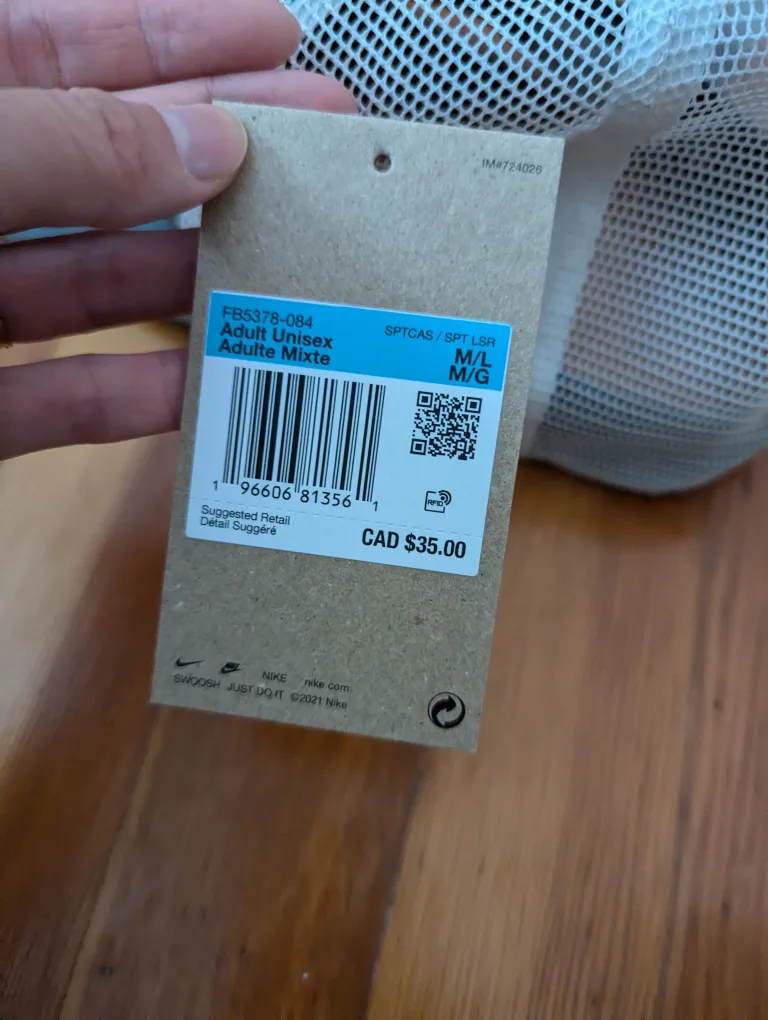 IM#724026
FB5378-084
Adult Unisex
Adulte Mixte
SPTCAS / SPT LSR
M/L
M/G
1 96606 81356 1
RFID
Suggested Retail
Détail Suggéré
CAD $35.00
NIKE nike.com
SWOOSH JUST DO IT ©2021 Nike